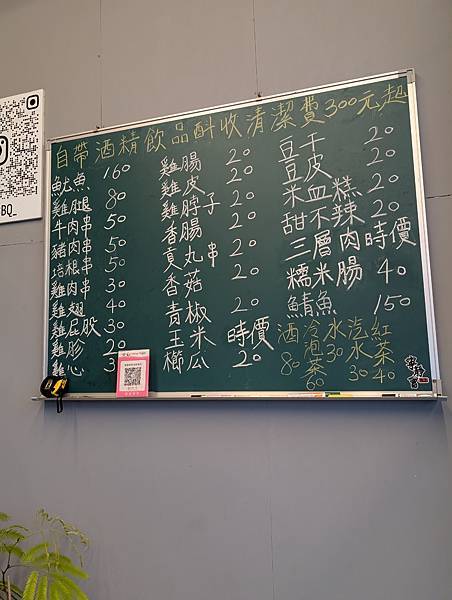 自帶酒精飲品酙收清潔費300元起
魷魚 160
雞腿 80
牛肉串 50
豬肉串 50
培根串 50
雞肉串 30
雞翅 40
雞屁股 30
雞胗 20
心
雞腸 20
雞皮 20
雞脖子 20
香腸 20
貢丸串 20
香菇 20
青椒 20
玉米 時價
櫛瓜 20
豆干 20
豆皮 20
米血糕 20
甜不辣 20
三層肉 時價
糯米腸 40
鯖魚 150
酒 80
冷泡茶 60
水 30
汽水 30
紅茶 40
BQ_